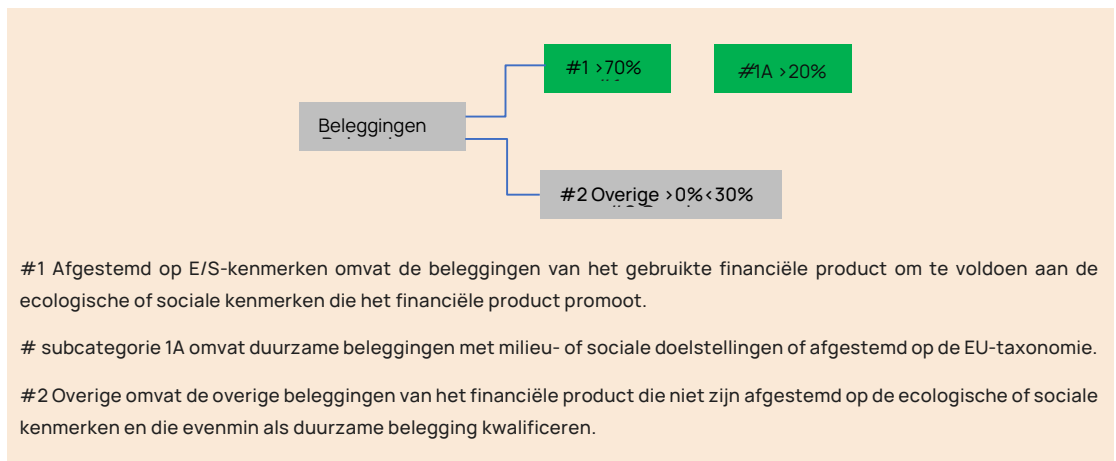 #1 >70%
#1A >20%
Beleggingen
#2 Overige >0%<30%
#1 Afgestemd op E/S-kenmerken omvat de beleggingen van het gebruikte financiële product om te voldoen aan de
ecologische of sociale kenmerken die het financiële product promoot.
# subcategorie 1A omvat duurzame beleggingen met milieu- of sociale doelstellingen of afgestemd op de EU-taxonomie.
#2 Overige omvat de overige beleggingen van het financiële product die niet zijn afgestemd op de ecologische of sociale
kenmerken en die evenmin als duurzame belegging kwalificeren.